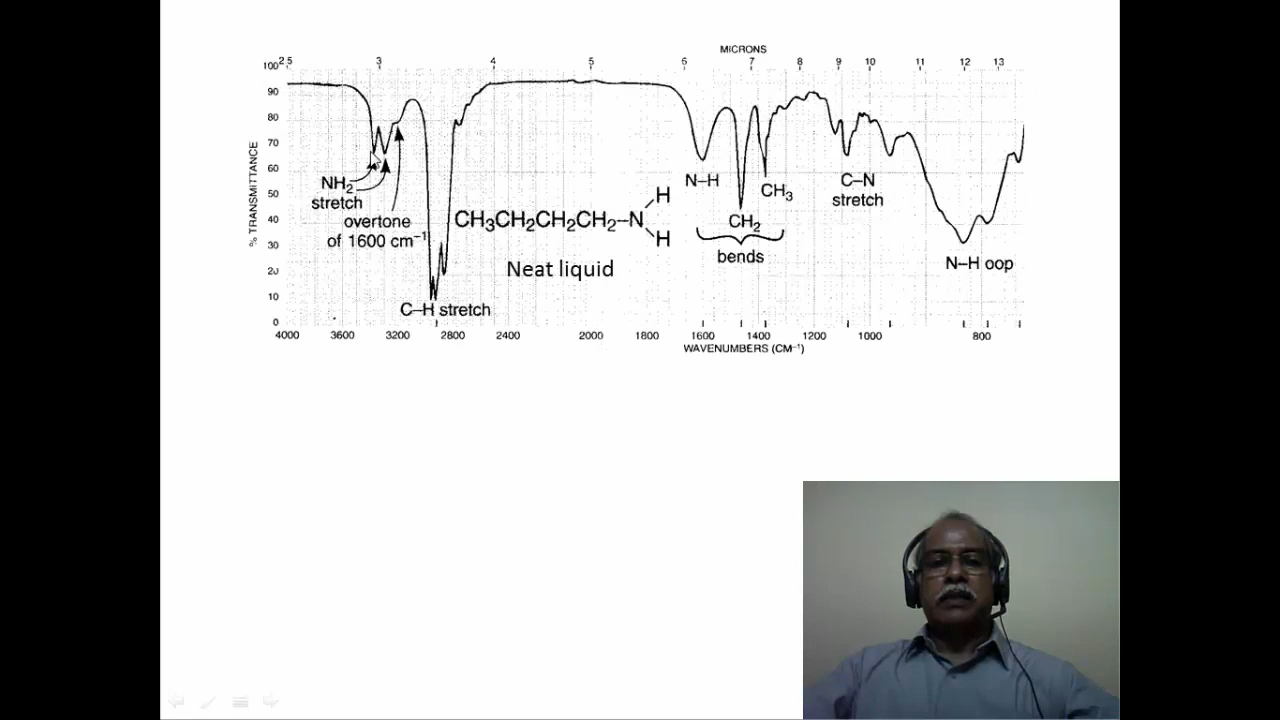 MICRONS
2.5 3 4 5 6 7 8 9 10 11 12 13
% TRANSMITTANCE
100
90
80
70
60
50
40
30
20
10
0
NH₂
stretch
overtone
of 1600 cm⁻¹
C–H stretch
CH₃CH₂CH₂CH₂–N
H
H
Neat liquid
N–H
CH₂
CH₃
bends
C–N
stretch
N–H oop
4000 3600 3200 2800 2400 2000 1800 1600 1400 1200 1000 800
WAVENUMBERS (CM⁻¹)